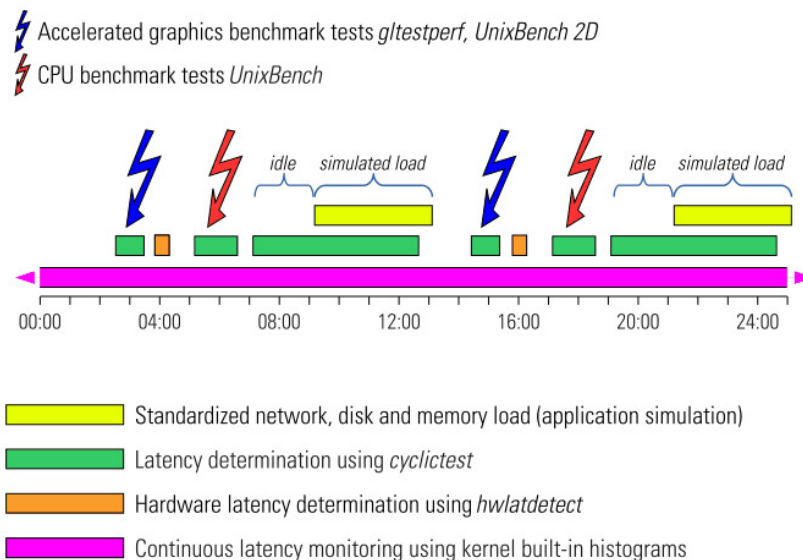 Accelerated graphics benchmark tests gltestperf, UnixBench 2D
CPU benchmark tests UnixBench
idle simulated load idle simulated load
00:00 04:00 08:00 12:00 16:00 20:00 24:00
Standardized network, disk and memory load (application simulation)
Latency determination using cyclictest
Hardware latency determination using hwlatdetect
Continuous latency monitoring using kernel built-in histograms